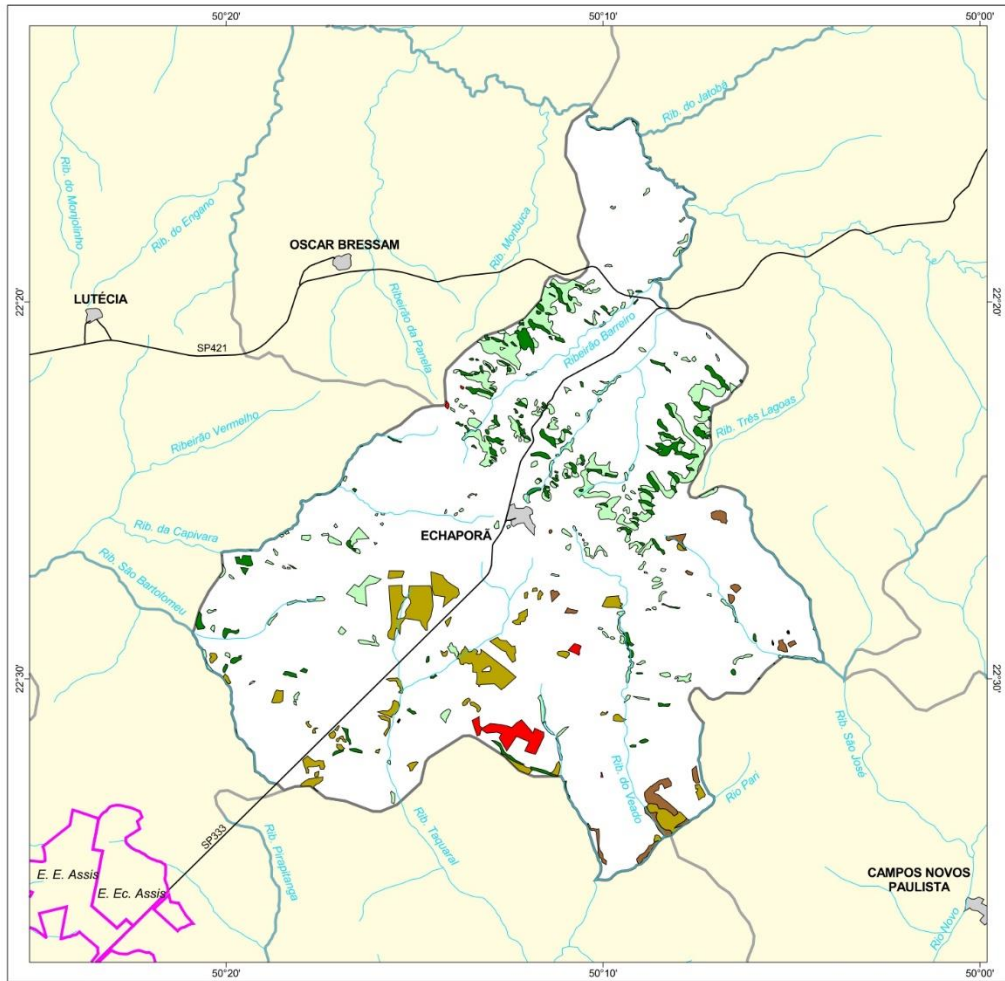 50°20'
50°10'
50°00'
Rib. do Jatobá
Rib. do Monjolinho
Rib. do Engano
Rib. Monbuca
OSCAR BRESSAM
LUTÉCIA
22°20'
22°20'
Ribeirão da Panela
Ribeirão Barreiro
SP421
Ribeirão Vermelho
Rib. Três Lagoas
Rib. da Capivara
ECHAPORÃ
Rib. São Bartolomeu
22°30'
22°30'
Rib. São José
Rib. do Veado
Rio Pari
SP333
Rib. Taquaral
Rib. Pirapitanga
E. E. Assis
E. Ec. Assis
CAMPOS NOVOS
PAULISTA
Rio Novo
50°20'
50°10'
50°00'